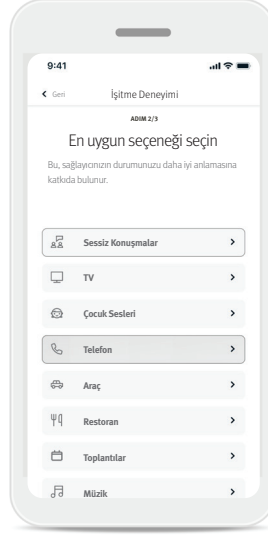 9:41
Geri
İşitme Deneyimi
ADIM 2/3
En uygun seçeneği seçin
Bu, sağlayıcınızın durumunuzu daha iyi anlamasına
katkıda bulunur.
Sessiz Konuşmalar
TV
Çocuk Sesleri
Telefon
Araç
Restoran
Toplantılar
Müzik